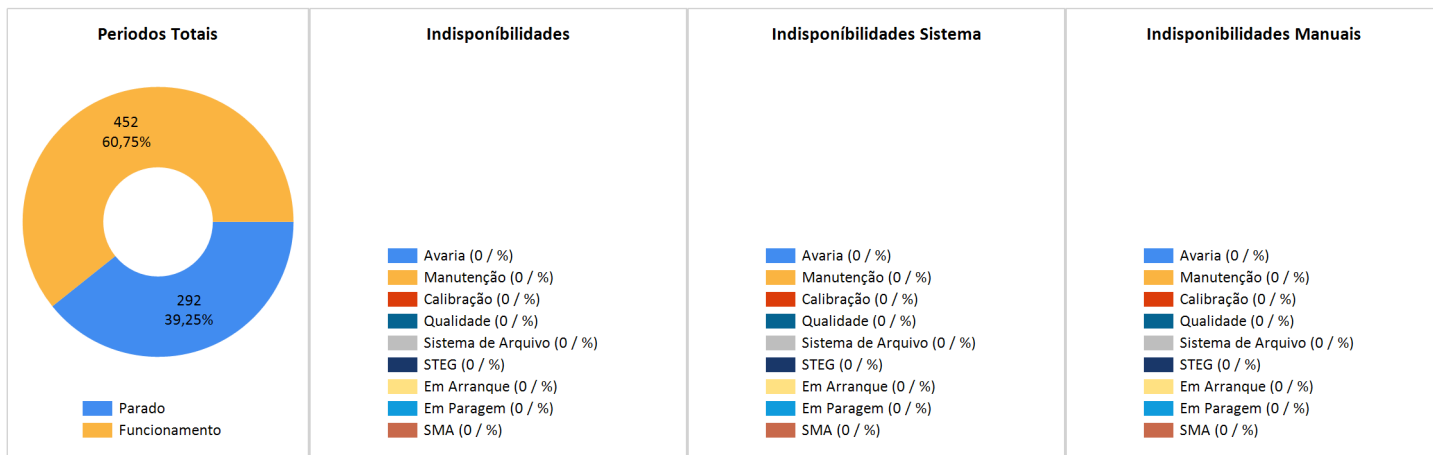 Periodos Totais
452
60,75%
292
39,25%
Parado
Funcionamento
Indisponíbilidades
Avaria (0 / %)
Manutenção (0 / %)
Calibração (0 / %)
Qualidade (0 / %)
Sistema de Arquivo (0 / %)
STEG (0 / %)
Em Arranque (0 / %)
Em Paragem (0 / %)
SMA (0 / %)
Indisponíbilidades Sistema
Avaria (0 / %)
Manutenção (0 / %)
Calibração (0 / %)
Qualidade (0 / %)
Sistema de Arquivo (0 / %)
STEG (0 / %)
Em Arranque (0 / %)
Em Paragem (0 / %)
SMA (0 / %)
Indisponibilidades Manuais
Avaria (0 / %)
Manutenção (0 / %)
Calibração (0 / %)
Qualidade (0 / %)
Sistema de Arquivo (0 / %)
STEG (0 / %)
Em Arranque (0 / %)
Em Paragem (0 / %)
SMA (0 / %)